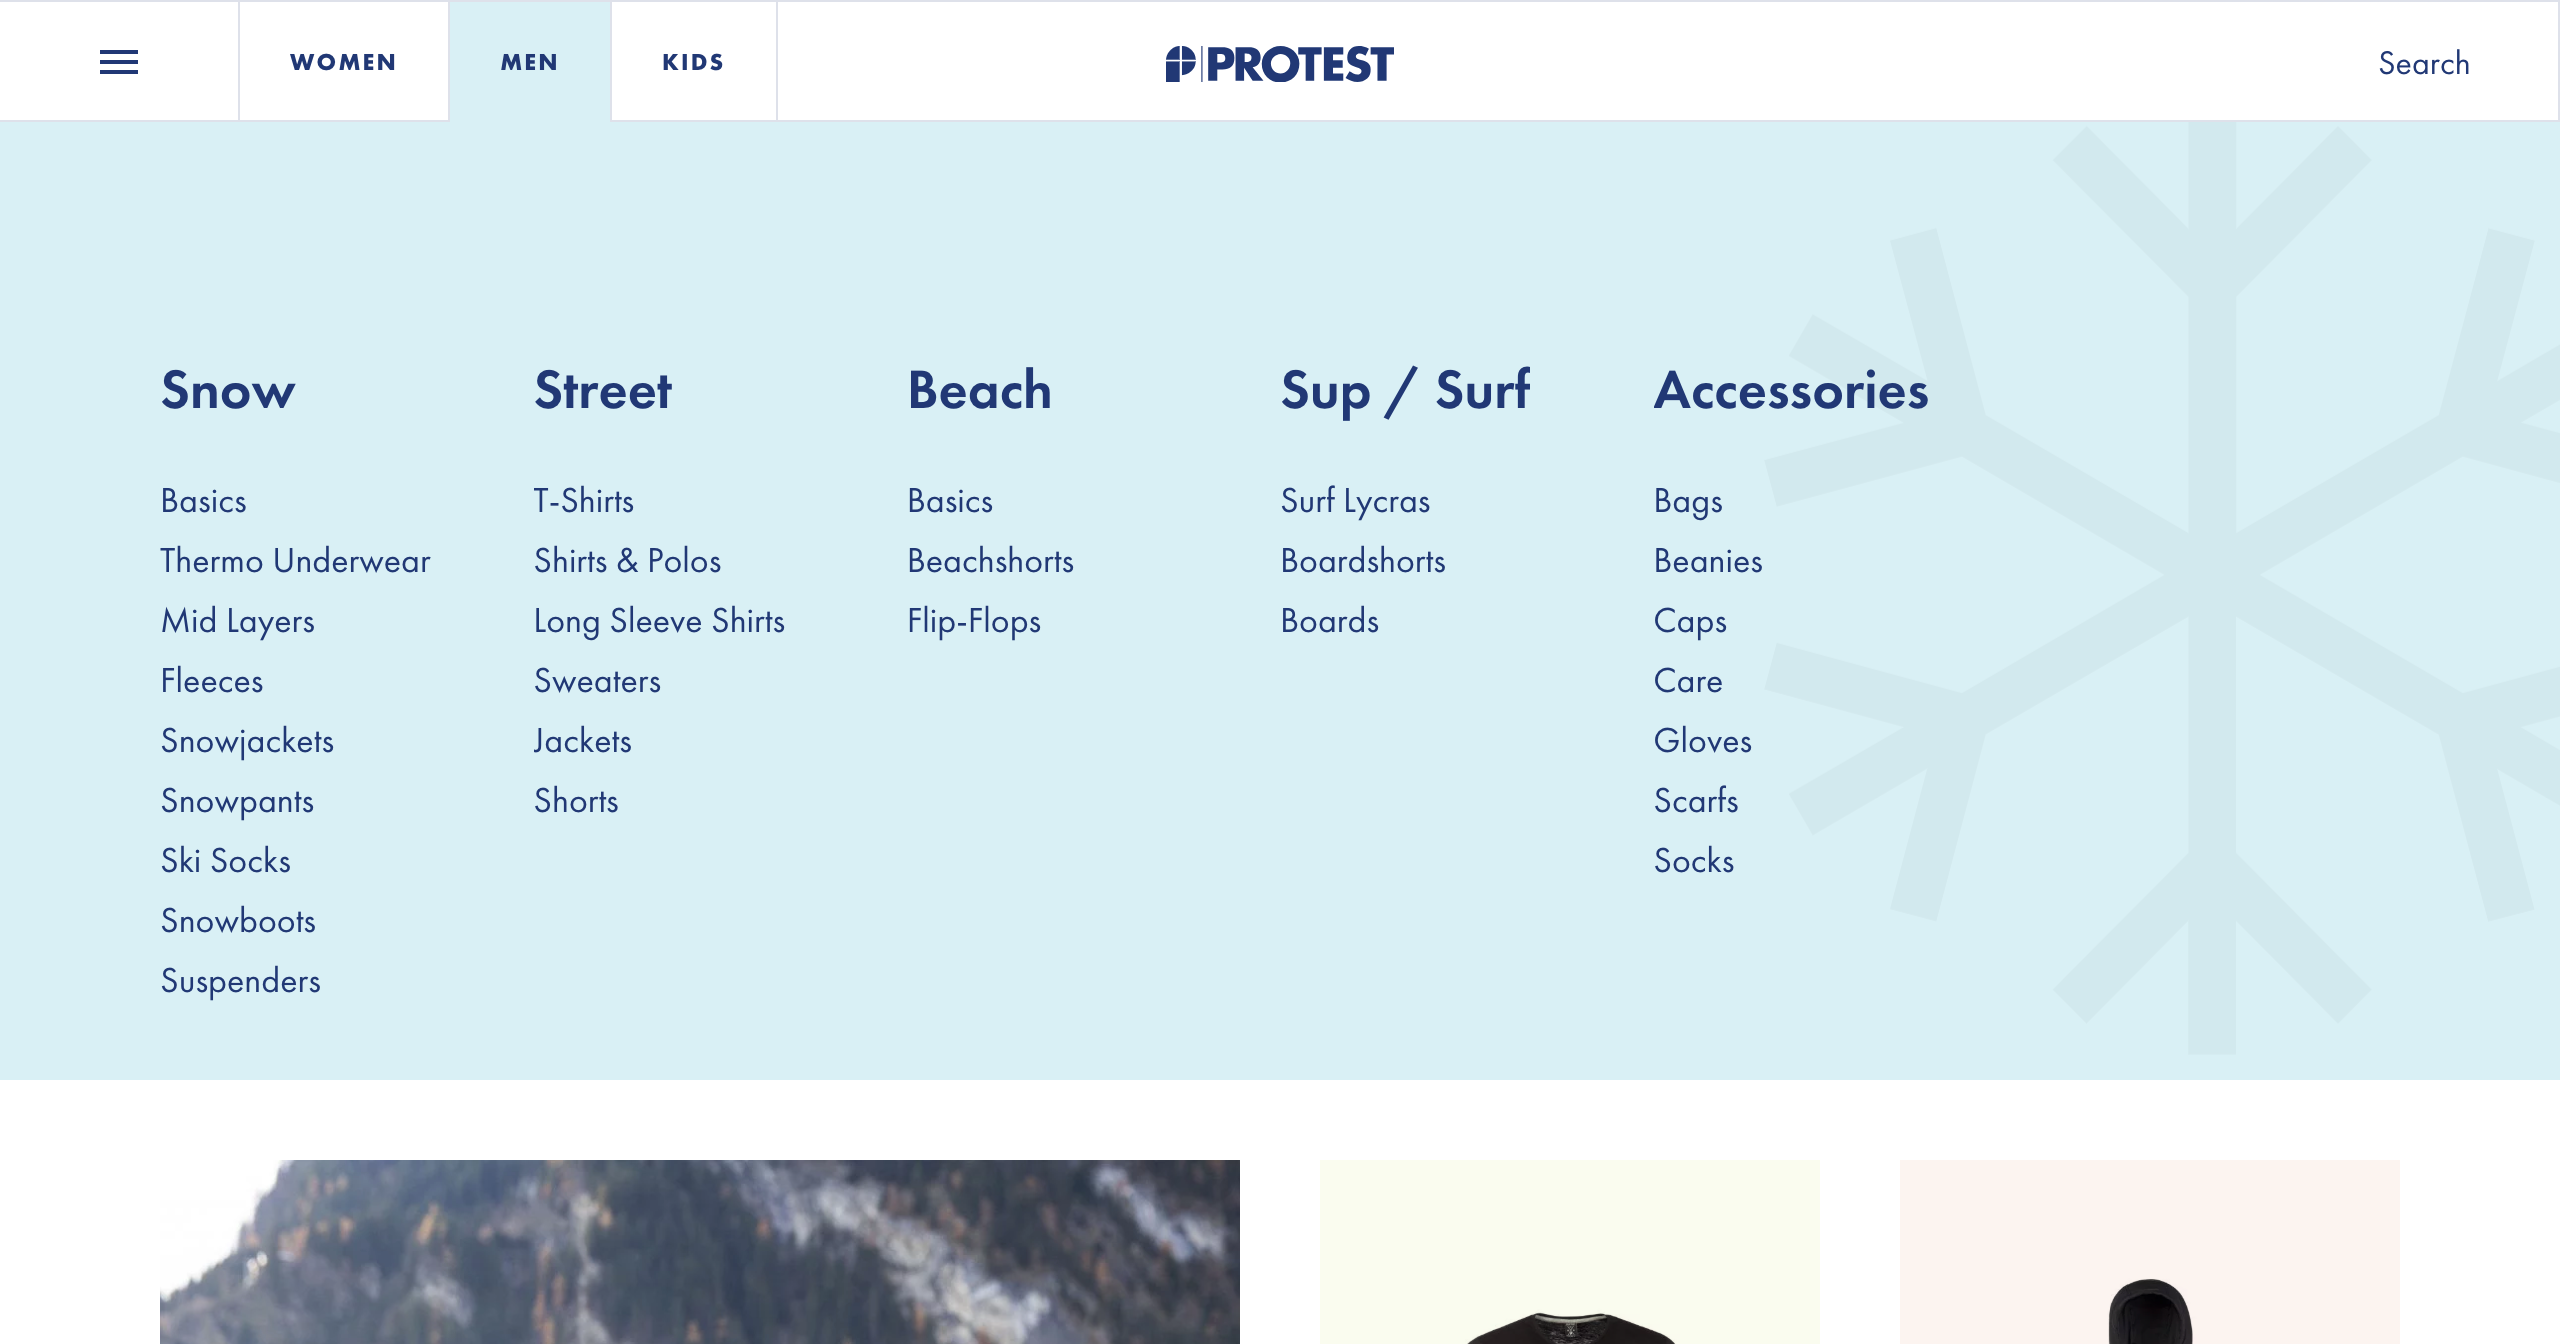 WOMEN
MEN
KIDS
PROTEST
Search
Snow
Basics
Thermo Underwear
Mid Layers
Fleeces
Snowjackets
Snowpants
Ski Socks
Snowboots
Suspenders
Street
T-Shirts
Shirts & Polos
Long Sleeve Shirts
Sweaters
Jackets
Shorts
Beach
Basics
Beachshorts
Flip-Flops
Sup / Surf
Surf Lycras
Boardshorts
Boards
Accessories
Bags
Beanies
Caps
Care
Gloves
Scarfs
Socks